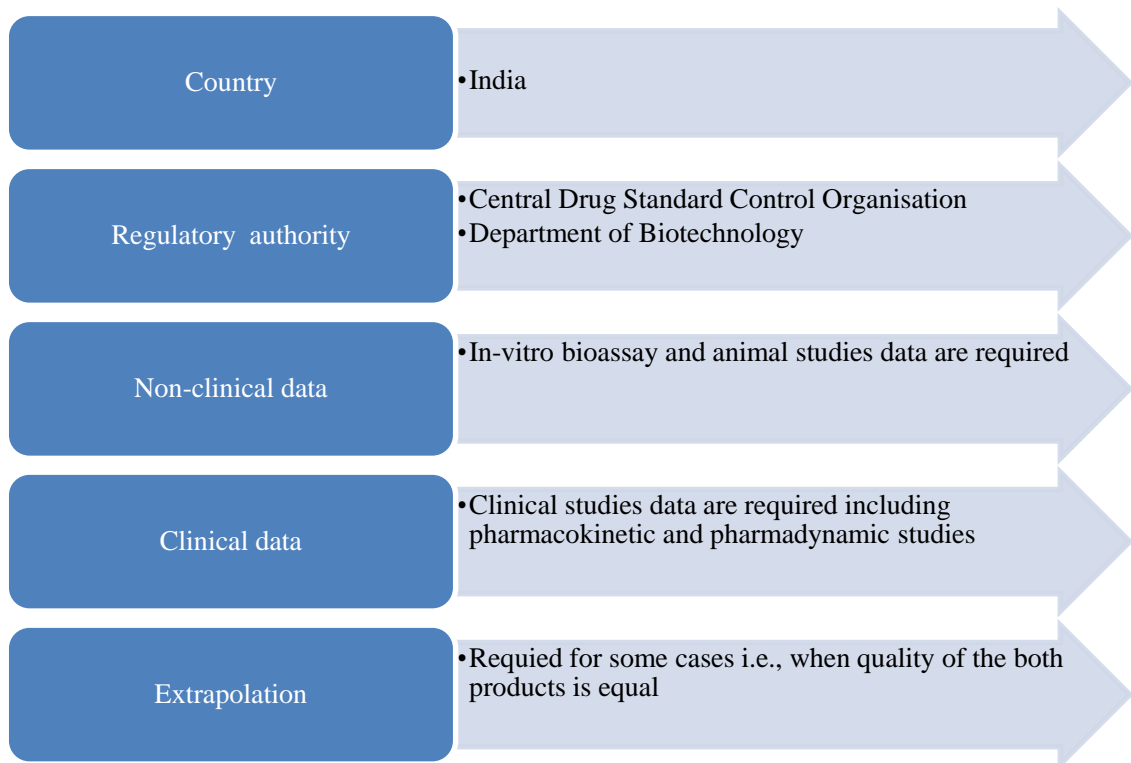 Country
•India
Regulatory  authority
•Central Drug Standard Control Organisation
•Department of Biotechnology
Non-clinical data
•In-vitro bioassay and animal studies data are required
Clinical data
•Clinical studies data are required including
pharmacokinetic and pharmadynamic studies
Extrapolation
•Requied for some cases i.e., when quality of the both
products is equal